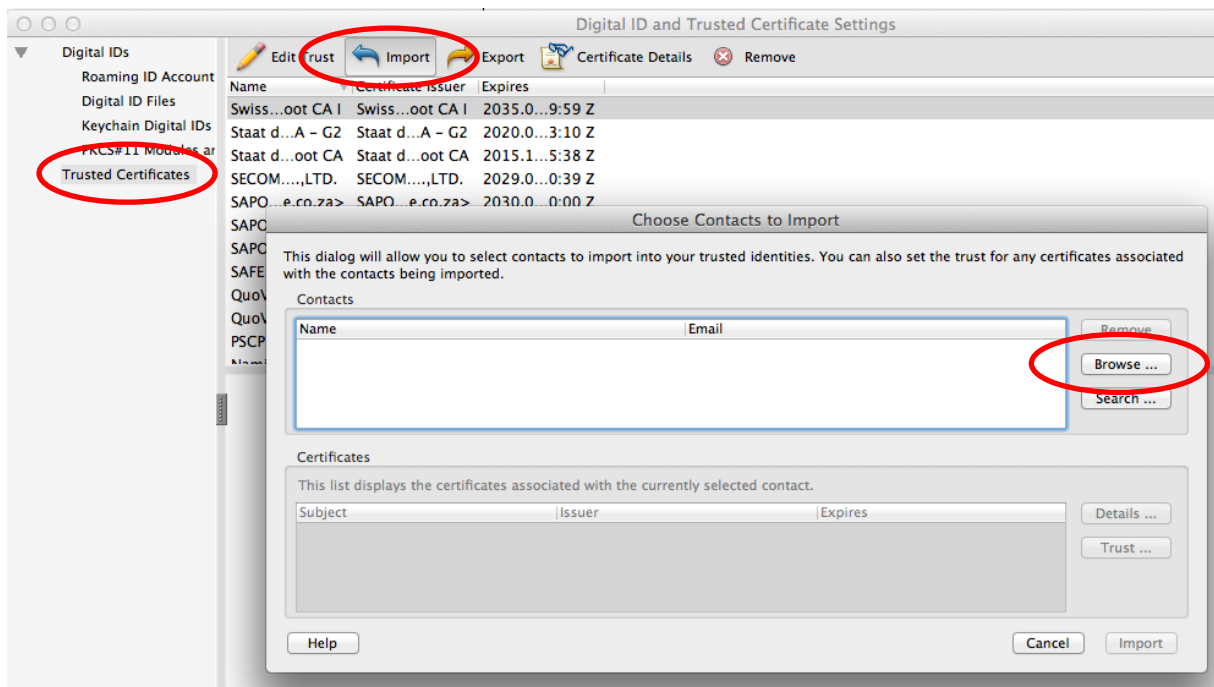 Digital ID and Trusted Certificate Settings
Digital IDs
Roaming ID Account
Digital ID Files
Keychain Digital IDs
PKCS#11 Modules ar
Trusted Certificates
Edit Trust Import Export Certificate Details Remove
Name Certificate Issuer Expires
Swiss...oot CA I Swiss...oot CA I 2035.0...9:59 Z
Staat d...A – G2 Staat d...A – G2 2020.0...3:10 Z
Staat d...oot CA Staat d...oot CA 2015.1...5:38 Z
SECOM....,LTD. SECOM....,LTD. 2029.0...0:39 Z
SAPO...e.co.za> SAPO...e.co.za> 2030.0...0:00 Z
SAPO
SAPO
SAFE
QuoV
QuoV
PSCP
Choose Contacts to Import
This dialog will allow you to select contacts to import into your trusted identities. You can also set the trust for any certificates associated
with the contacts being imported.
Contacts
Name Email
Remove
Browse ...
Search ...
Certificates
This list displays the certificates associated with the currently selected contact.
Subject Issuer Expires
Details ...
Trust ...
Help Cancel Import